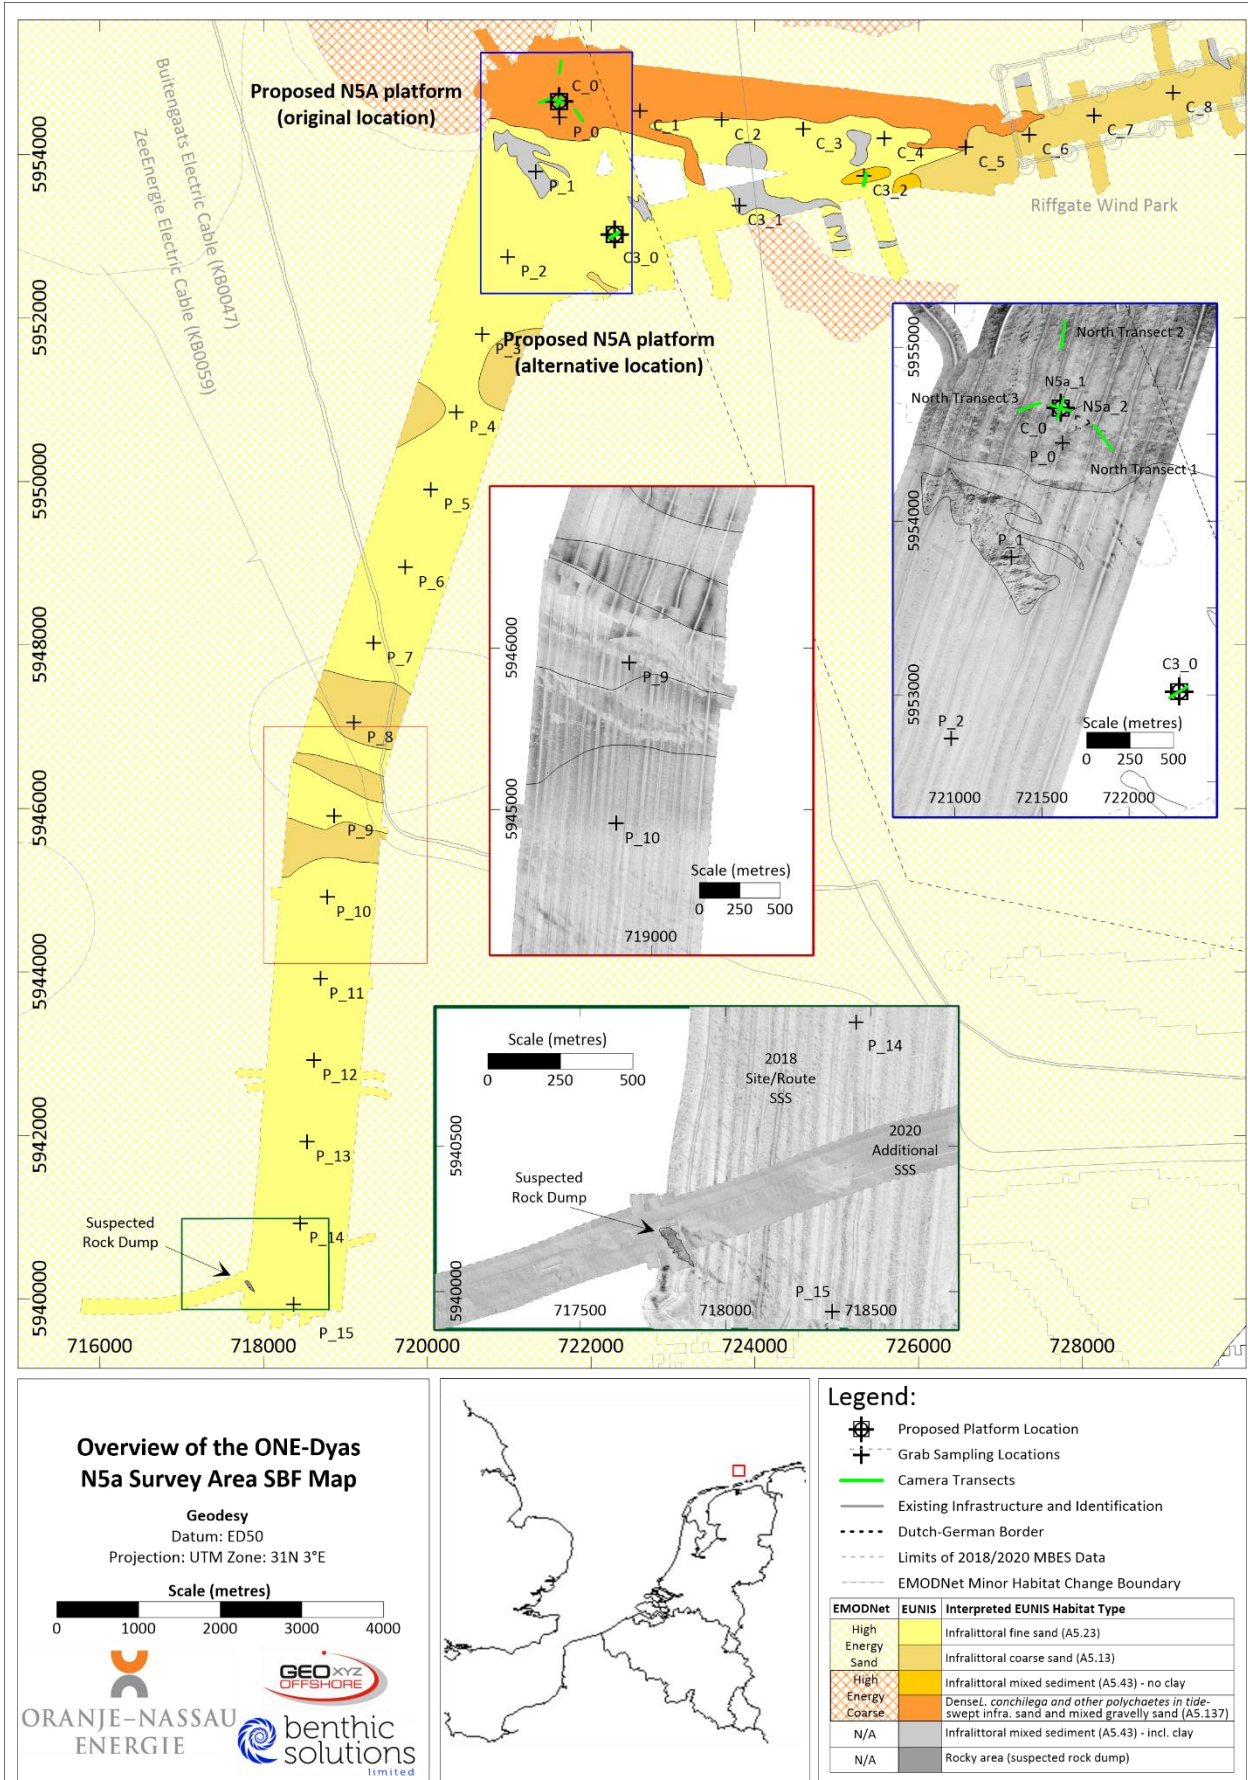 Proposed N5A platform
(original location)
Buitengaats Electric Cable (KB0047)
ZeeEnergie Electric Cable (KB0059)
C_0
P_0
C_1
C_2
C_3
C_4
C_5
C_6
C_7
C_8
P_1
C3_2
C3_1
C3_0
P_2
Riffgate Wind Park
Proposed N5A platform
(alternative location)
P_3
P_4
P_5
P_6
P_7
P_8
P_9
P_10
P_11
P_12
P_13
P_14
P_15
Suspected
Rock Dump
5954000
5952000
5950000
5948000
5946000
5944000
5942000
5940000
716000
718000
720000
722000
724000
726000
728000
5955000
5954000
5953000
North Transect 2
N5a_1
North Transect 3
N5a_2
C_0
P_0
North Transect 1
P_1
C3_0
P_2
Scale (metres)
0 250 500
721000
721500
722000
5946000
5945000
P_9
P_10
Scale (metres)
0 250 500
719000
Scale (metres)
0 250 500
2018
Site/Route
SSS
P_14
2020
Additional
SSS
5940500
5940000
Suspected
Rock Dump
P_15
717500
718000
718500
Overview of the ONE-Dyas
N5a Survey Area SBF Map
Geodesy
Datum: ED50
Projection: UTM Zone: 31N 3°E
Scale (metres)
0 1000 2000 3000 4000
ORANJE-NASSAU
ENERGIE
GEO XYZ
OFFSHORE
benthic
solutions
limited
Legend:
Proposed Platform Location
Grab Sampling Locations
Camera Transects
Existing Infrastructure and Identification
Dutch-German Border
Limits of 2018/2020 MBES Data
EMODNet Minor Habitat Change Boundary
EMODNet EUNIS Interpreted EUNIS Habitat Type
High
Energy
Sand
Infralittoral fine sand (A5.23)
Infralittoral coarse sand (A5.13)
High
Energy
Coarse
Infralittoral mixed sediment (A5.43) - no clay
DenseL. conchilega and other polychaetes in tide-
swept infra. sand and mixed gravelly sand (A5.137)
N/A
Infralittoral mixed sediment (A5.43) - incl. clay
N/A
Rocky area (suspected rock dump)